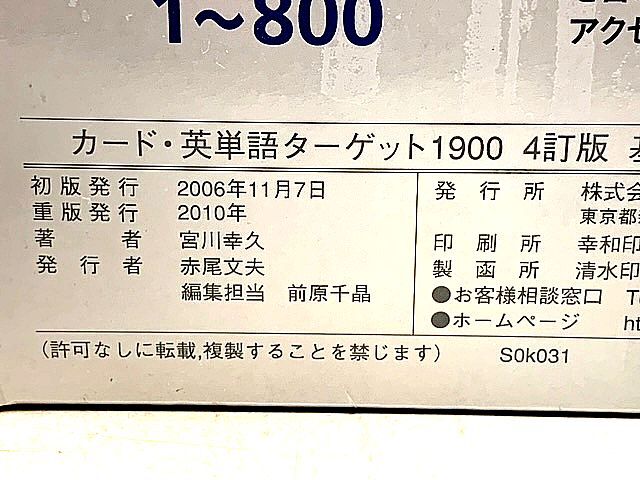 1~800
アクセ
カード・英単語ターゲット1900 4訂版
初版発行 2006年11月7日
重版発行 2010年
著者 宮川幸久
発行者 赤尾文夫
編集担当 前原千晶
発行所 株式会
東京都
印刷所 幸和印
製函所 清水印
●お客様相談窓口
●ホームページ ht
(許可なしに転載,複製することを禁じます) S0k031